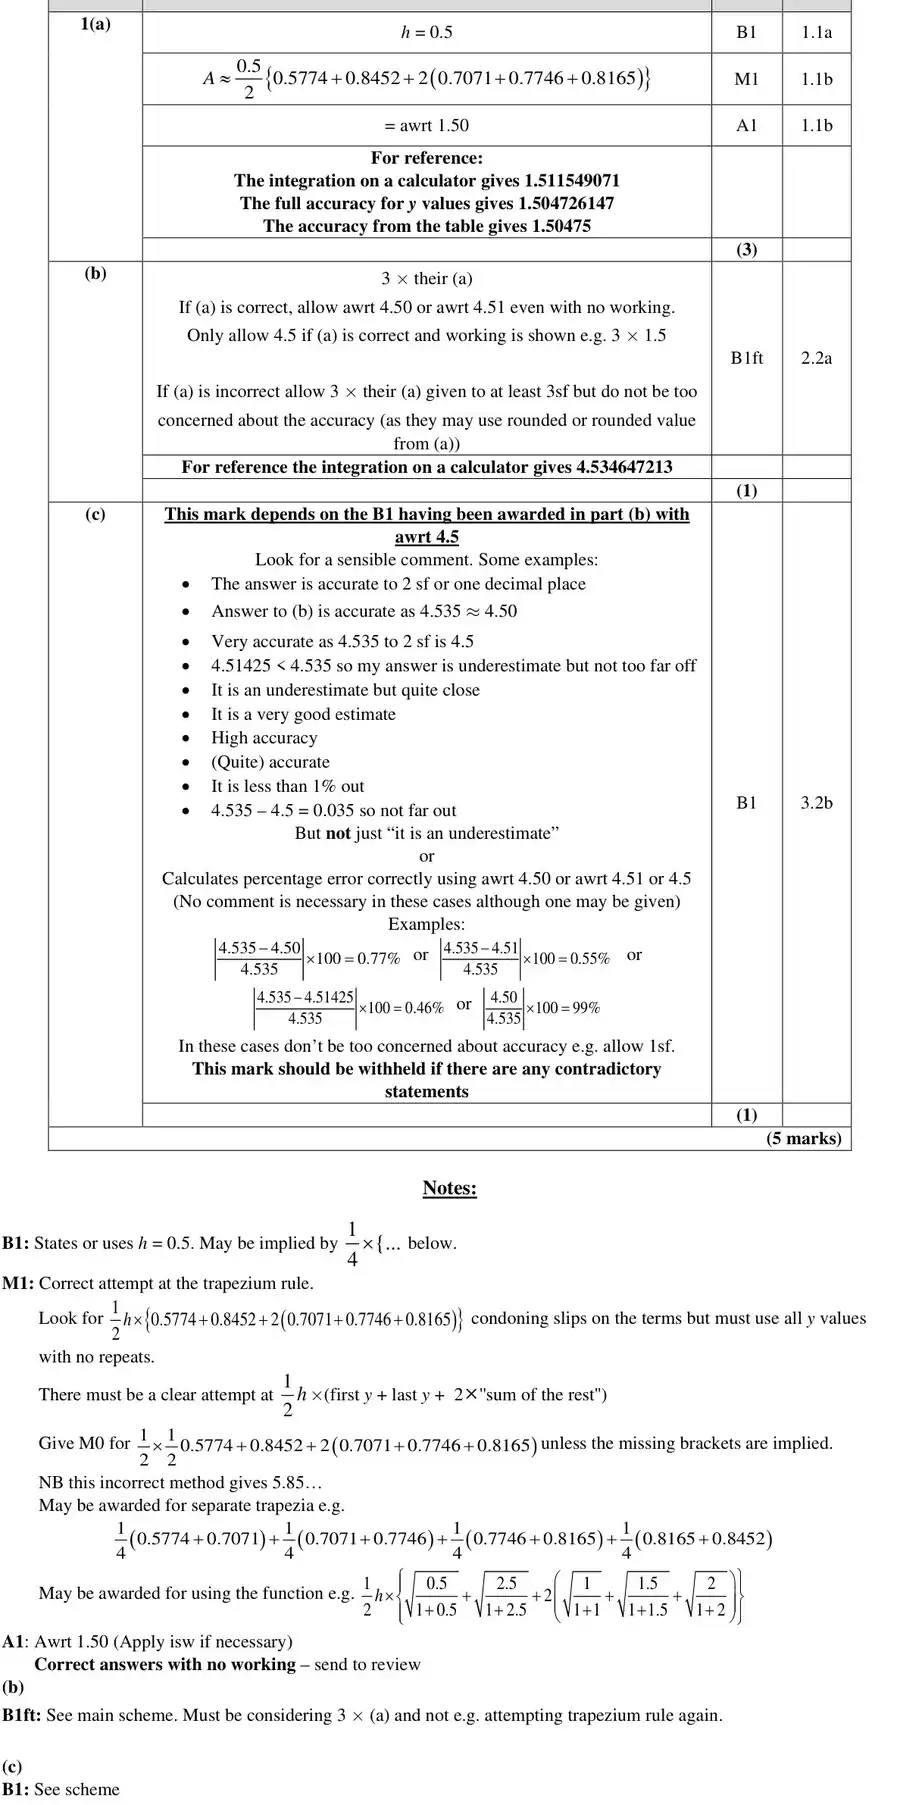 1(a)
h = 0.5
B1
1.1a
A ≈ 0.5/2 {0.5774 + 0.8452 + 2(0.7071 + 0.7746 + 0.8165)}
M1
1.1b
= awrt 1.50
A1
1.1b
For reference:
The integration on a calculator gives 1.511549071
The full accuracy for y values gives 1.504726147
The accuracy from the table gives 1.50475
(3)
(b)
3 × their (a)
If (a) is correct, allow awrt 4.50 or awrt 4.51 even with no working.
Only allow 4.5 if (a) is correct and working is shown e.g. 3 × 1.5
B1ft
2.2a
If (a) is incorrect allow 3 × their (a) given to at least 3sf but do not be too
concerned about the accuracy (as they may use rounded or rounded value
from (a))
For reference the integration on a calculator gives 4.534647213
(1)
(c)
This mark depends on the B1 having been awarded in part (b) with
awrt 4.5
Look for a sensible comment. Some examples:
• The answer is accurate to 2 sf or one decimal place
• Answer to (b) is accurate as 4.535 ≈ 4.50
• Very accurate as 4.535 to 2 sf is 4.5
• 4.51425 < 4.535 so my answer is underestimate but not too far off
• It is an underestimate but quite close
• It is a very good estimate
• High accuracy
• (Quite) accurate
• It is less than 1% out
• 4.535 – 4.5 = 0.035 so not far out
B1
3.2b
But not just “it is an underestimate”
or
Calculates percentage error correctly using awrt 4.50 or awrt 4.51 or 4.5
(No comment is necessary in these cases although one may be given)
Examples:
|(4.535 – 4.50)/4.535| × 100 = 0.77% or |(4.535 – 4.51)/4.535| × 100 = 0.55% or
|(4.535 – 4.51425)/4.535| × 100 = 0.46% or |4.50/4.535| × 100 = 99%
In these cases don’t be too concerned about accuracy e.g. allow 1sf.
This mark should be withheld if there are any contradictory
statements
(1)
(5 marks)
Notes:
B1: States or uses h = 0.5. May be implied by 1/4 × {... below.
M1: Correct attempt at the trapezium rule.
Look for 1/2 h × {0.5774 + 0.8452 + 2(0.7071 + 0.7746 + 0.8165)} condoning slips on the terms but must use all y values
with no repeats.
There must be a clear attempt at 1/2 h × (first y + last y + 2×"sum of the rest")
Give M0 for 1/2 × 1/2 0.5774 + 0.8452 + 2(0.7071 + 0.7746 + 0.8165) unless the missing brackets are implied.
NB this incorrect method gives 5.85…
May be awarded for separate trapezia e.g.
1/4(0.5774 + 0.7071) + 1/4(0.7071 + 0.7746) + 1/4(0.7746 + 0.8165) + 1/4(0.8165 + 0.8452)
May be awarded for using the function e.g. 1/2 h × {√(0.5/(1+0.5)) + √(2.5/(1+2.5)) + 2(√(1/(1+1)) + √(1.5/(1+1.5)) + √(2/(1+2)))}
A1: Awrt 1.50 (Apply isw if necessary)
Correct answers with no working – send to review
(b)
B1ft: See main scheme. Must be considering 3 × (a) and not e.g. attempting trapezium rule again.
(c)
B1: See scheme